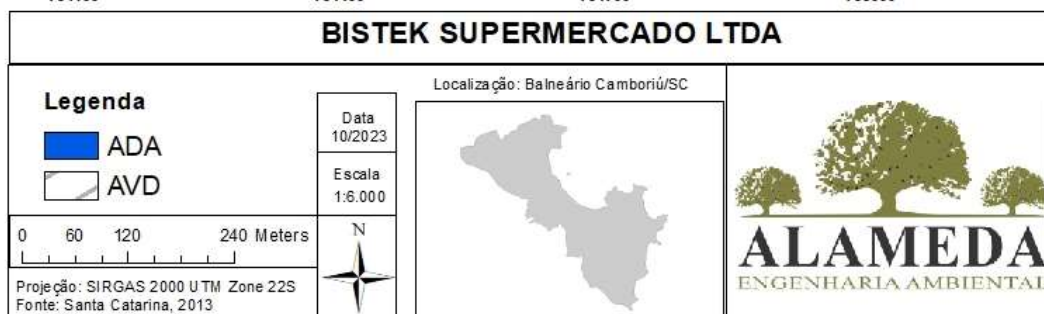 BISTEK SUPERMERCADO LTDA
Legenda
ADA
AVD
0 60 120 240 Meters
Projeção: SIRGAS 2000 UTM Zone 22S
Fonte: Santa Catarina, 2013
Data
10/2023
Escala
1:6.000
N
Localização: Balneário Camboriú/SC
ALAMEDA
ENGENHARIA AMBIENTAL